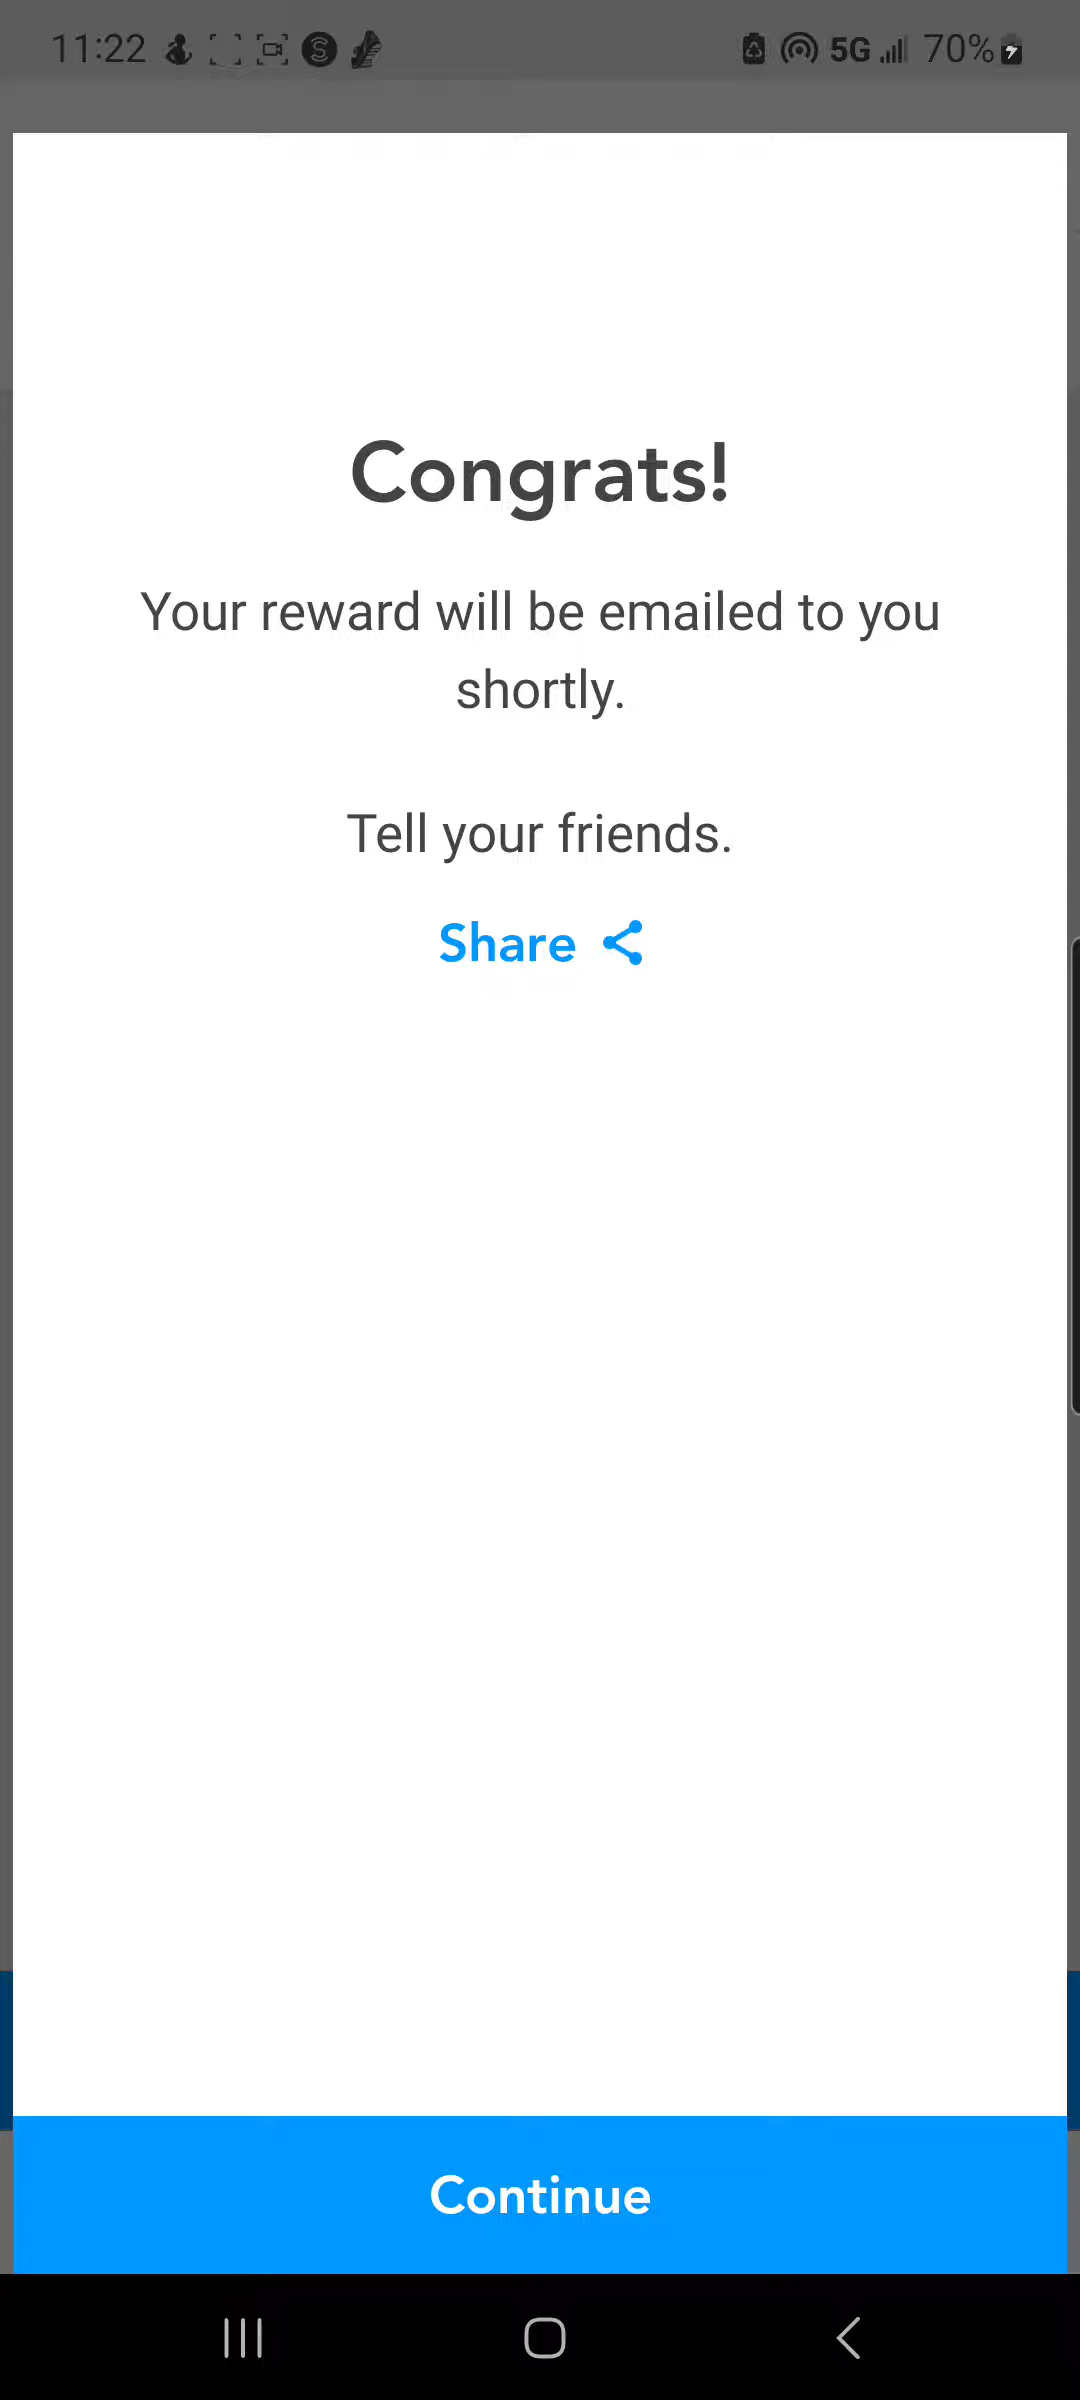 11:22 5G 70%
Congrats!
Your reward will be emailed to you
shortly.
Tell your friends.
Share
Continue